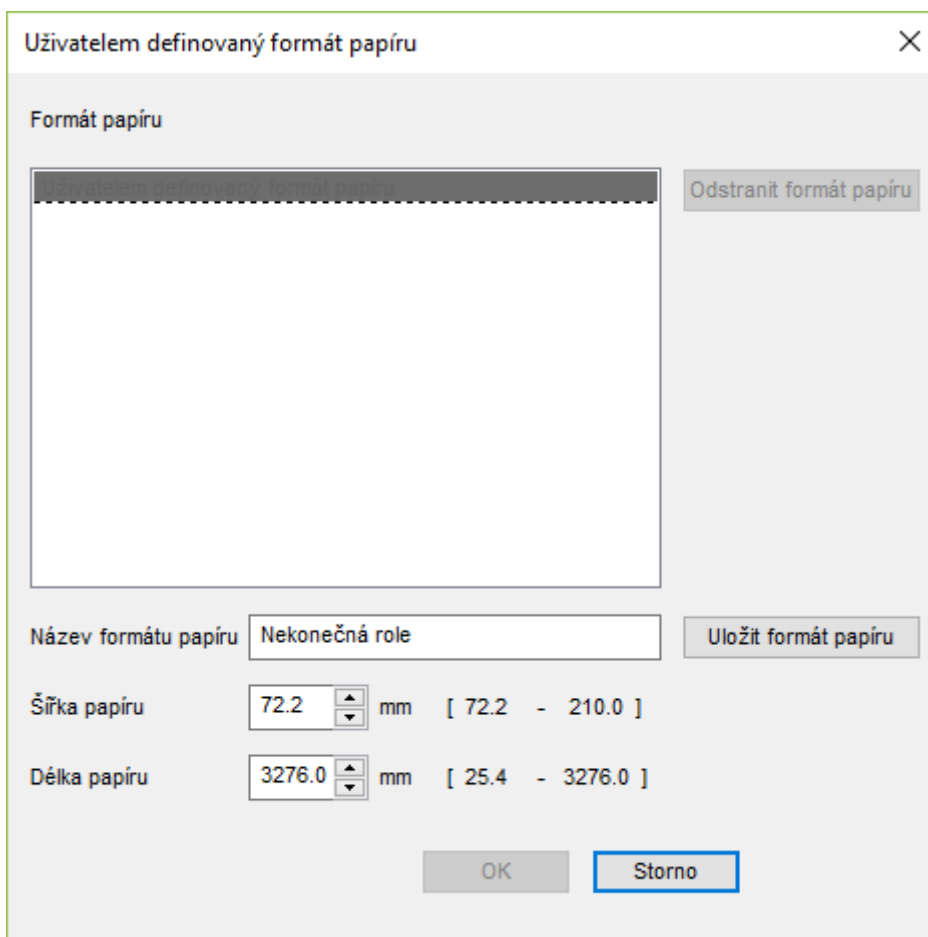 Uživatelem definovaný formát papíru
Formát papíru
Uživatelem definovaný formát papíru
Odstranit formát papíru
Název formátu papíru Nekonečná role Uložit formát papíru
Šířka papíru 72.2 mm [ 72.2 - 210.0 ]
Délka papíru 3276.0 mm [ 25.4 - 3276.0 ]
OK Storno